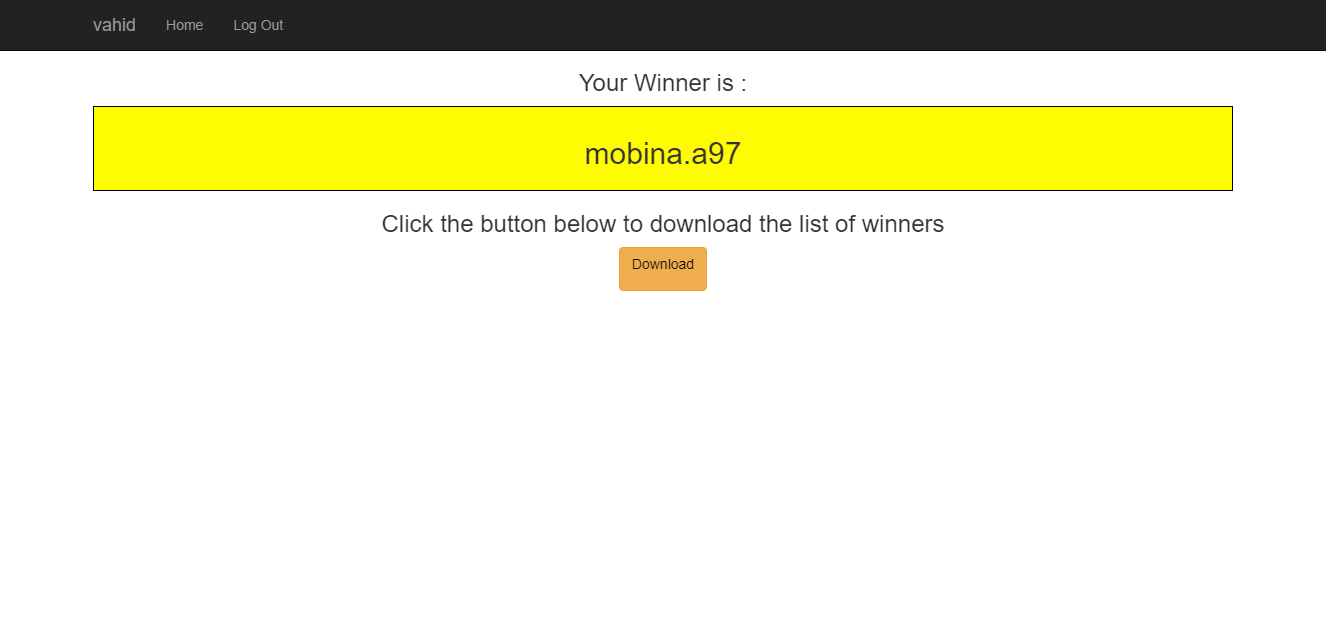 vahid Home Log Out
Your Winner is :
mobina.a97
Click the button below to download the list of winners
Download